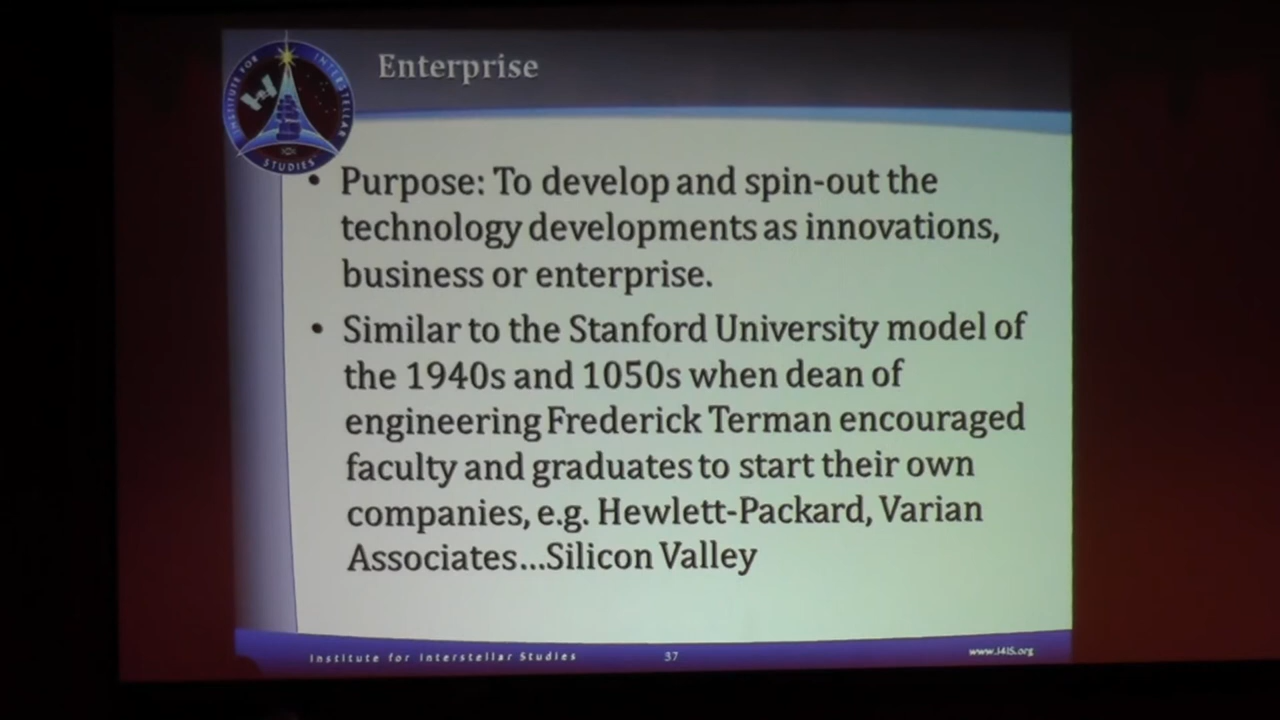 INSTITUTE FOR INTERSTELLAR
STUDIES
Enterprise
• Purpose: To develop and spin-out the
technology developments as innovations,
business or enterprise.
• Similar to the Stanford University model of
the 1940s and 1050s when dean of
engineering Frederick Terman encouraged
faculty and graduates to start their own
companies, e.g. Hewlett-Packard, Varian
Associates...Silicon Valley
Institute for Interstellar Studies
37
www.I4IS.org